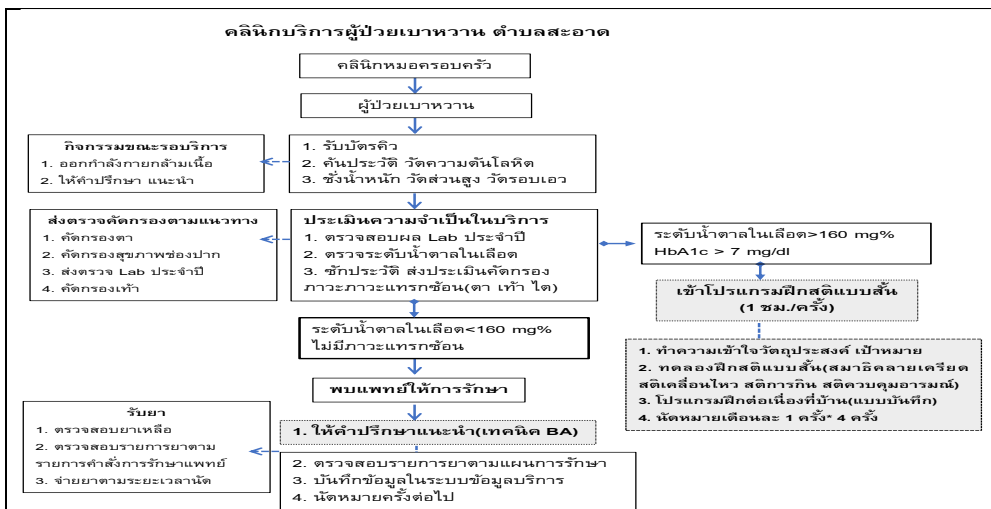 คลินิกบริการผู้ป่วยเบาหวาน ตำบลสะอาด
คลินิกหมอครอบครัว
ผู้ป่วยเบาหวาน
กิจกรรมขณะรอบริการ
1. ออกกำลังกายกล้ามเนื้อ
2. ให้คำปรึกษา แนะนำ
1. รับบัตรคิว
2. ค้นประวัติ วัดความดันโลหิต
3. ชั่งน้ำหนัก วัดส่วนสูง วัดรอบเอว
ส่งตรวจคัดกรองตามแนวทาง
1. คัดกรองตา
2. คัดกรองสุขภาพช่องปาก
3. ส่งตรวจ Lab ประจำปี
4. คัดกรองเท้า
ประเมินความจำเป็นในบริการ
1. ตรวจสอบผล Lab ประจำปี
2. ตรวจระดับน้ำตาลในเลือด
3. ซักประวัติ ส่งประเมินคัดกรอง
ภาวะภาวะแทรกซ้อน(ตา เท้า ไต)
ระดับน้ำตาลในเลือด>160 mg%
HbA1c > 7 mg/dl
เข้าโปรแกรมฝึกสติแบบสั้น
(1 ชม./ครั้ง)
ระดับน้ำตาลในเลือด<160 mg%
ไม่มีภาวะแทรกซ้อน
1. ทำความเข้าใจวัตถุประสงค์ เป้าหมาย
2. ทดลองฝึกสติแบบสั้น(สมาธิคลายเครียด
สติเคลื่อนไหว สติการกิน สติควบคุมอารมณ์)
3. โปรแกรมฝึกต่อเนื่องที่บ้าน(แบบบันทึก)
4. นัดหมายเดือนละ 1 ครั้ง* 4 ครั้ง
พบแพทย์ให้การรักษา
รับยา
1. ตรวจสอบยาเหลือ
2. ตรวจสอบรายการยาตาม
รายการคำสั่งการรักษาแพทย์
3. จ่ายยาตามระยะเวลานัด
1. ให้คำปรึกษาแนะนำ(เทคนิค BA)
2. ตรวจสอบรายการยาตามแผนการรักษา
3. บันทึกข้อมูลในระบบข้อมูลบริการ
4. นัดหมายครั้งต่อไป